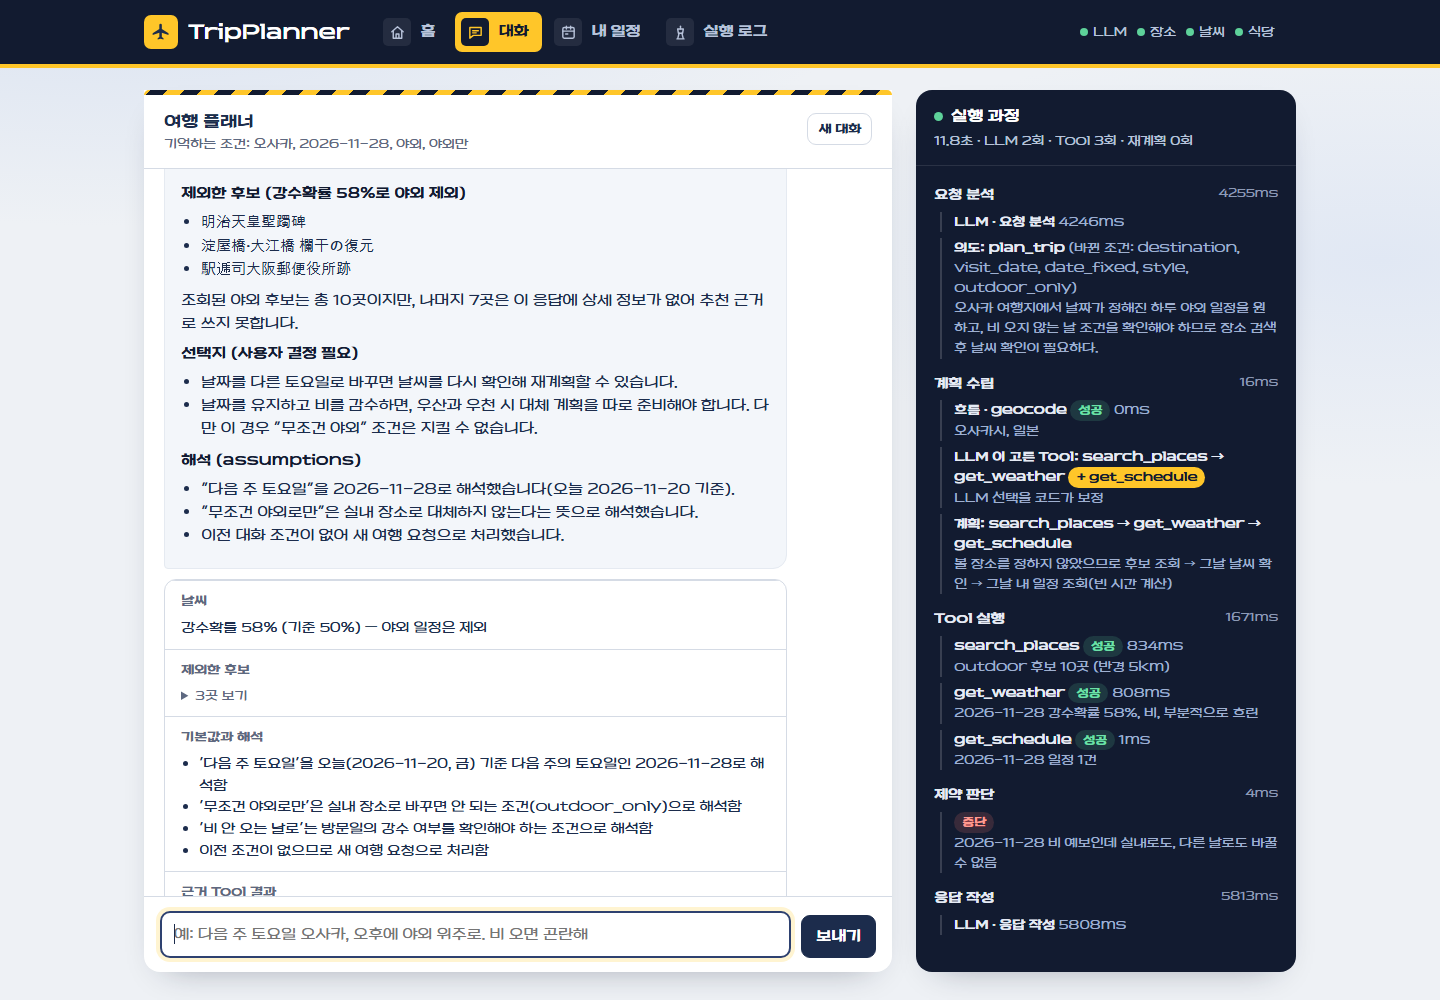 TripPlanner
홈
대화
내 일정
실행 로그
LLM
장소
날씨
식당
여행 플래너
기억하는 조건: 오사카, 2026-11-28, 야외, 야외만
새 대화
제외한 후보 (강수확률 58%로 야외 제외)
明治天皇聖躅碑
淀屋橋·大江橋 欄干の復元
駅逓司大阪郵便役所跡
조회된 야외 후보는 총 10곳이지만, 나머지 7곳은 이 응답에 상세 정보가 없어 추천 근거
로 쓰지 못합니다.
선택지 (사용자 결정 필요)
날짜를 다른 토요일로 바꾸면 날씨를 다시 확인해 재계획할 수 있습니다.
날짜를 유지하고 비를 감수하면, 우산과 우천 시 대체 계획을 따로 준비해야 합니다. 다
만 이 경우 "무조건 야외" 조건은 지킬 수 없습니다.
해석 (assumptions)
"다음 주 토요일"을 2026-11-28로 해석했습니다(오늘 2026-11-20 기준).
"무조건 야외로만"은 실내 장소로 대체하지 않는다는 뜻으로 해석했습니다.
이전 대화 조건이 없어 새 여행 요청으로 처리했습니다.
날씨
강수확률 58% (기준 50%) — 야외 일정은 제외
제외한 후보
3곳 보기
기본값과 해석
'다음 주 토요일'을 오늘(2026-11-20, 금) 기준 다음 주의 토요일인 2026-11-28로 해
석함
'무조건 야외로만'은 실내 장소로 바꾸면 안 되는 조건(outdoor_only)으로 해석함
'비 안 오는 날로'는 방문일의 강수 여부를 확인해야 하는 조건으로 해석함
이전 조건이 없으므로 새 여행 요청으로 처리함
근거 Tool 결과
예: 다음 주 토요일 오사카, 오후에 야외 위주로. 비 오면 곤란해
보내기
실행 과정
11.8초 · LLM 2회 · Tool 3회 · 재계획 0회
요청 분석 4255ms
LLM · 요청 분석 4246ms
의도: plan_trip (바뀐 조건: destination,
visit_date, date_fixed, style,
outdoor_only)
오사카 여행지에서 날짜가 정해진 하루 야외 일정을 원
하고, 비 오지 않는 날 조건을 확인해야 하므로 장소 검색
후 날씨 확인이 필요하다.
계획 수립 16ms
흐름 · geocode 성공 0ms
오사카시, 일본
LLM 이 고른 Tool: search_places →
get_weather + get_schedule
LLM 선택을 코드가 보정
계획: search_places → get_weather →
get_schedule
볼 장소를 정하지 않았으므로 후보 조회 → 그날 날씨 확
인 → 그날 내 일정 조회(빈 시간 계산)
Tool 실행 1671ms
search_places 성공 834ms
outdoor 후보 10곳 (반경 5km)
get_weather 성공 808ms
2026-11-28 강수확률 58%, 비, 부분적으로 흐린
get_schedule 성공 1ms
2026-11-28 일정 1건
제약 판단 4ms
중단
2026-11-28 비 예보인데 실내로도, 다른 날로도 바꿀
수 없음
응답 작성 5813ms
LLM · 응답 작성 5808ms